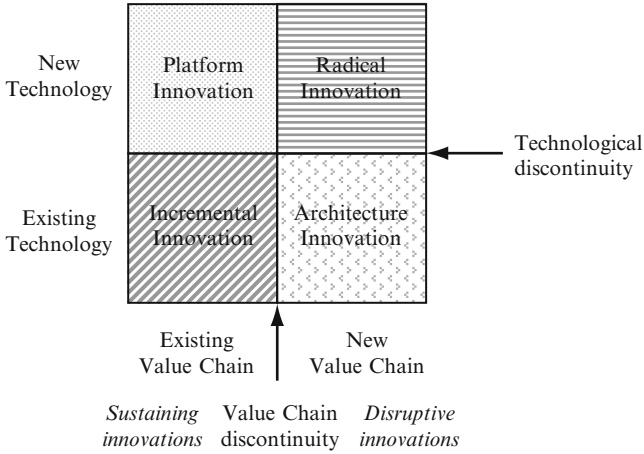 New
Technology
Platform
Innovation
Radical
Innovation
Technological
discontinuity
Existing
Technology
Incremental
Innovation
Architecture
Innovation
Existing
Value Chain
New
Value Chain
Sustaining
innovations
Value Chain
discontinuity
Disruptive
innovations